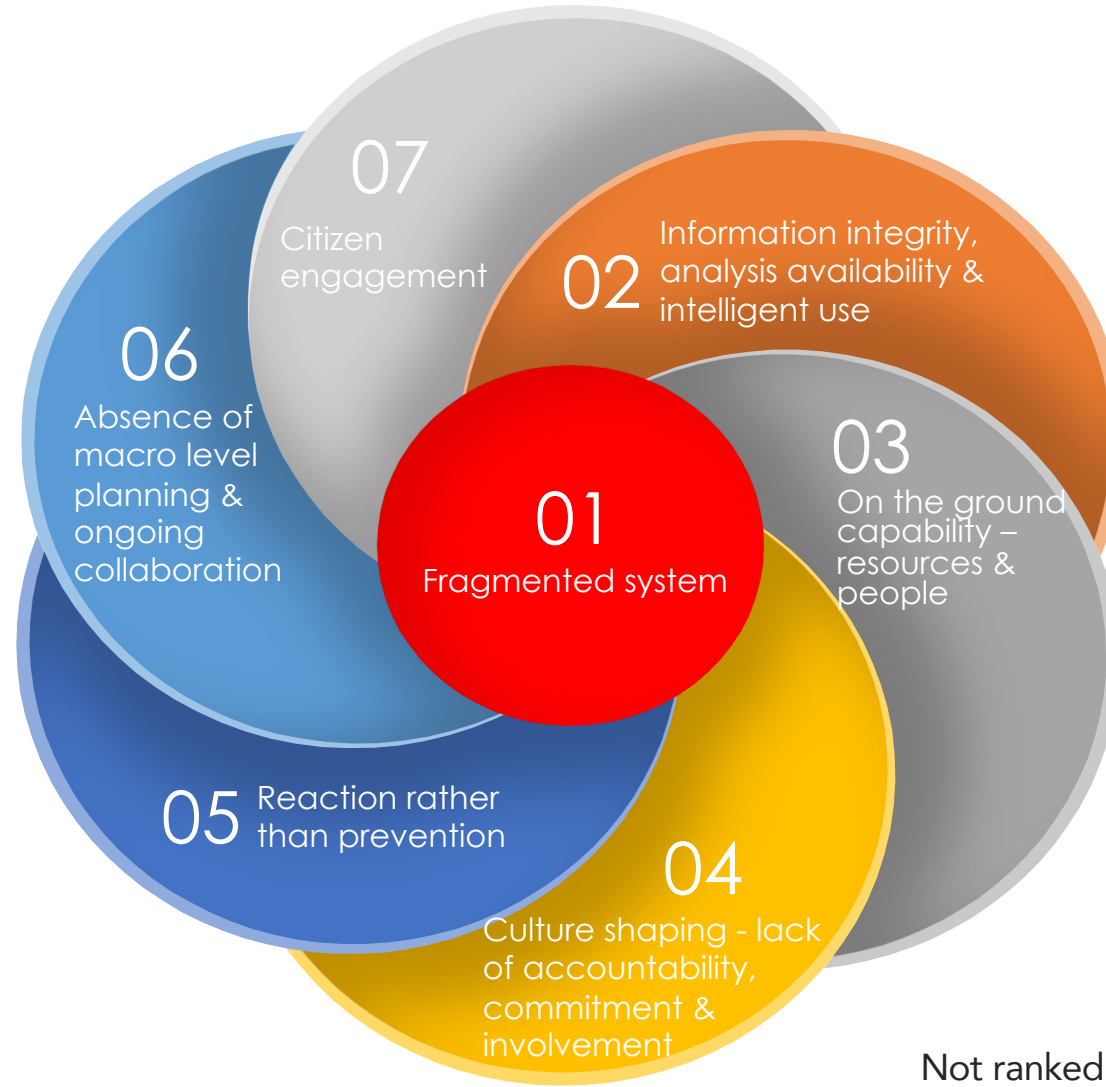 07
Citizen
engagement
02
Information integrity,
analysis availability &
intelligent use
06
Absence of
macro level
planning &
ongoing
collaboration
03
On the ground
capability –
resources &
people
01
Fragmented system
05
Reaction rather
than prevention
04
Culture shaping - lack
of accountability,
commitment &
involvement
Not ranked